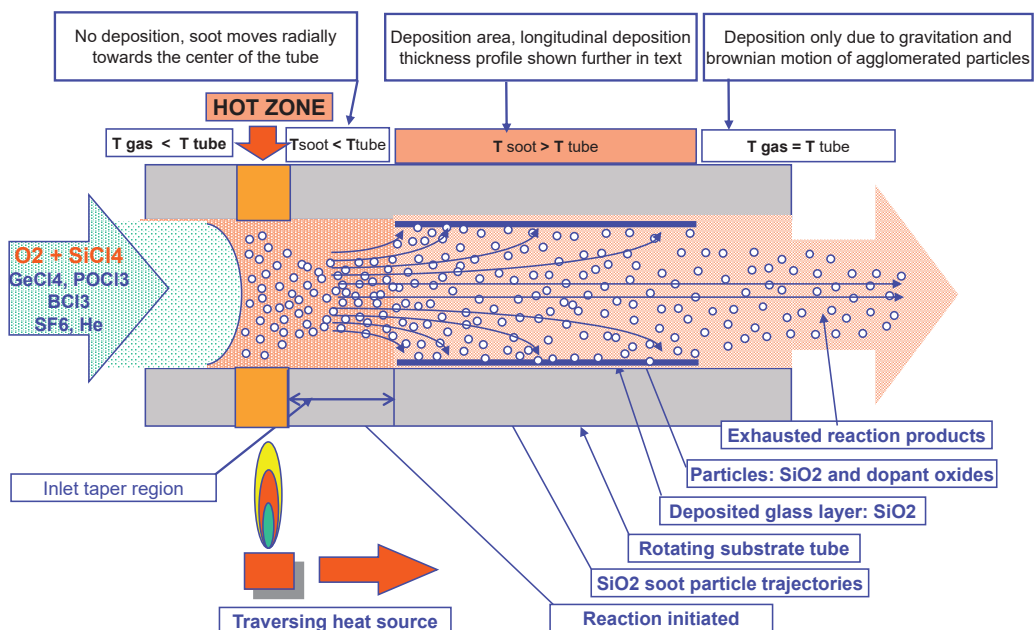 No deposition, soot moves radially
towards the center of the tube
Deposition area, longitudinal deposition
thickness profile shown further in text
Deposition only due to gravitation and
brownian motion of agglomerated particles
HOT ZONE
T gas < T tube
Tsoot < Ttube
T soot > T tube
T gas = T tube
O2 + SiCl4
GeCl4, POCl3
BCl3
SF6, He
Exhausted reaction products
Particles: SiO2 and dopant oxides
Inlet taper region
Deposited glass layer: SiO2
Rotating substrate tube
SiO2 soot particle trajectories
Traversing heat source
Reaction initiated